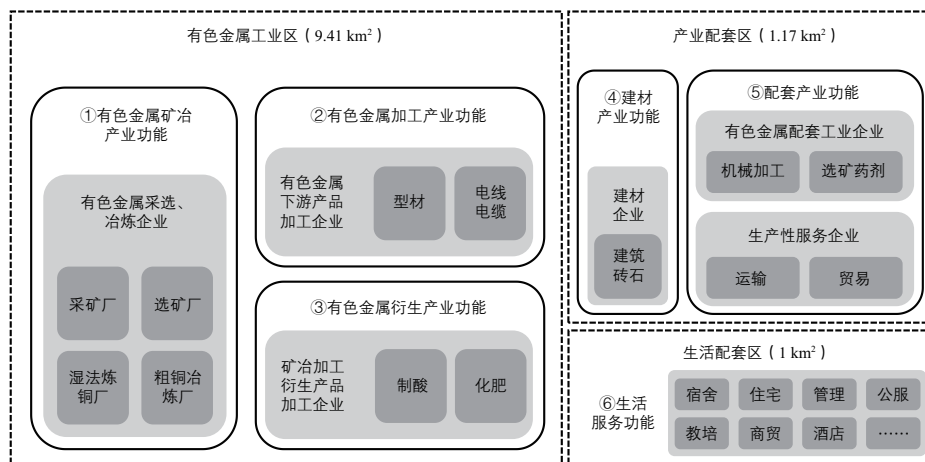 有色金属工业区（9.41 km²）
①有色金属矿冶
产业功能
有色金属采选、
冶炼企业
采矿厂
选矿厂
湿法炼
铜厂
粗铜冶
炼厂
②有色金属加工产业功能
有色金属
下游产品
加工企业
型材
电线
电缆
③有色金属衍生产业功能
矿冶加工
衍生产品
加工企业
制酸
化肥
产业配套区（1.17 km²）
④建材
产业功能
建材
企业
建筑
砖石
⑤配套产业功能
有色金属配套工业企业
机械加工
选矿药剂
生产性服务企业
运输
贸易
生活配套区（1 km²）
⑥生活
服务功能
宿舍
住宅
管理
公服
教培
商贸
酒店
……